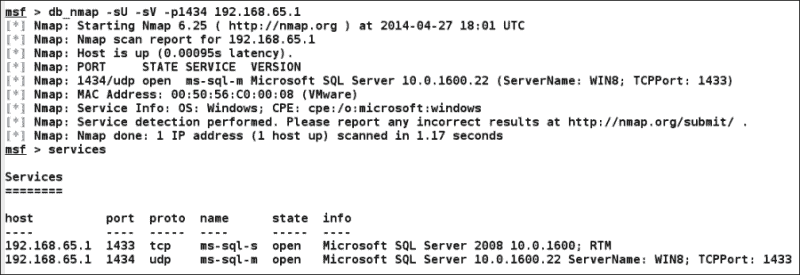 msf > db_nmap -sU -sV -p1434 192.168.65.1
[*] Nmap: Starting Nmap 6.25 ( http://nmap.org ) at 2014-04-27 18:01 UTC
[*] Nmap: Nmap scan report for 192.168.65.1
[*] Nmap: Host is up (0.00095s latency).
[*] Nmap: PORT     STATE SERVICE  VERSION
[*] Nmap: 1434/udp open  ms-sql-m Microsoft SQL Server 10.0.1600.22 (ServerName: WIN8; TCPPort: 1433)
[*] Nmap: MAC Address: 00:50:56:C0:00:08 (VMware)
[*] Nmap: Service Info: OS: Windows; CPE: cpe:/o:microsoft:windows
[*] Nmap: Service detection performed. Please report any incorrect results at http://nmap.org/submit/ .
[*] Nmap: Nmap done: 1 IP address (1 host up) scanned in 1.17 seconds
msf > services
Services
========
host          port  proto  name      state  info
----          ----  -----  ----      -----  ----
192.168.65.1  1433  tcp    ms-sql-s  open   Microsoft SQL Server 2008 10.0.1600; RTM
192.168.65.1  1434  udp    ms-sql-m  open   Microsoft SQL Server 10.0.1600.22 ServerName: WIN8; TCPPort: 1433